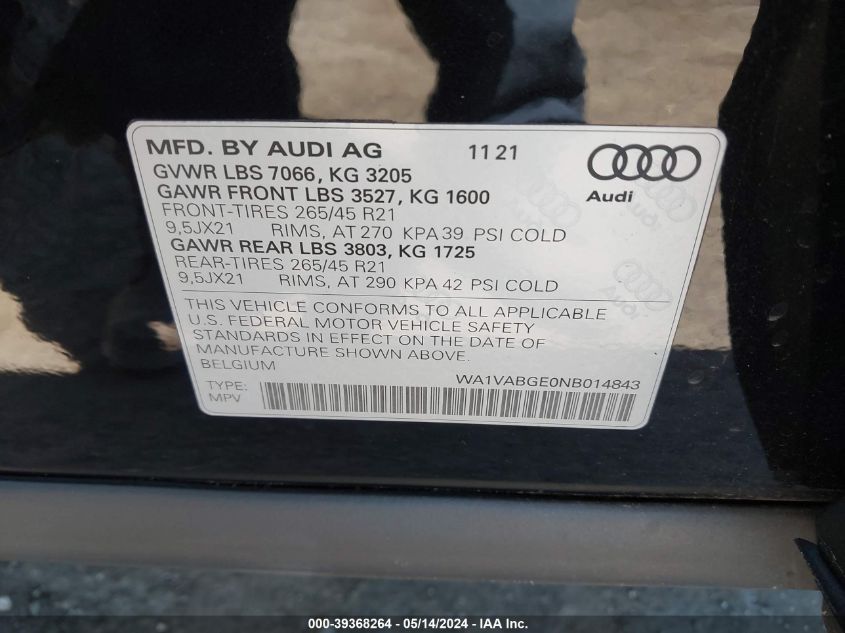 MFD. BY AUDI AG 11 21
GVWR LBS 7066, KG 3205
GAWR FRONT LBS 3527, KG 1600
FRONT-TIRES 265/45 R21
9,5JX21 RIMS, AT 270 KPA 39 PSI COLD
GAWR REAR LBS 3803, KG 1725
REAR-TIRES 265/45 R21
9,5JX21 RIMS, AT 290 KPA 42 PSI COLD
Audi
THIS VEHICLE CONFORMS TO ALL APPLICABLE
U.S. FEDERAL MOTOR VEHICLE SAFETY
STANDARDS IN EFFECT ON THE DATE OF
MANUFACTURE SHOWN ABOVE.
BELGIUM
WA1VABGE0NB014843
TYPE:
MPV
000-39368264 - 05/14/2024 - IAAI.com